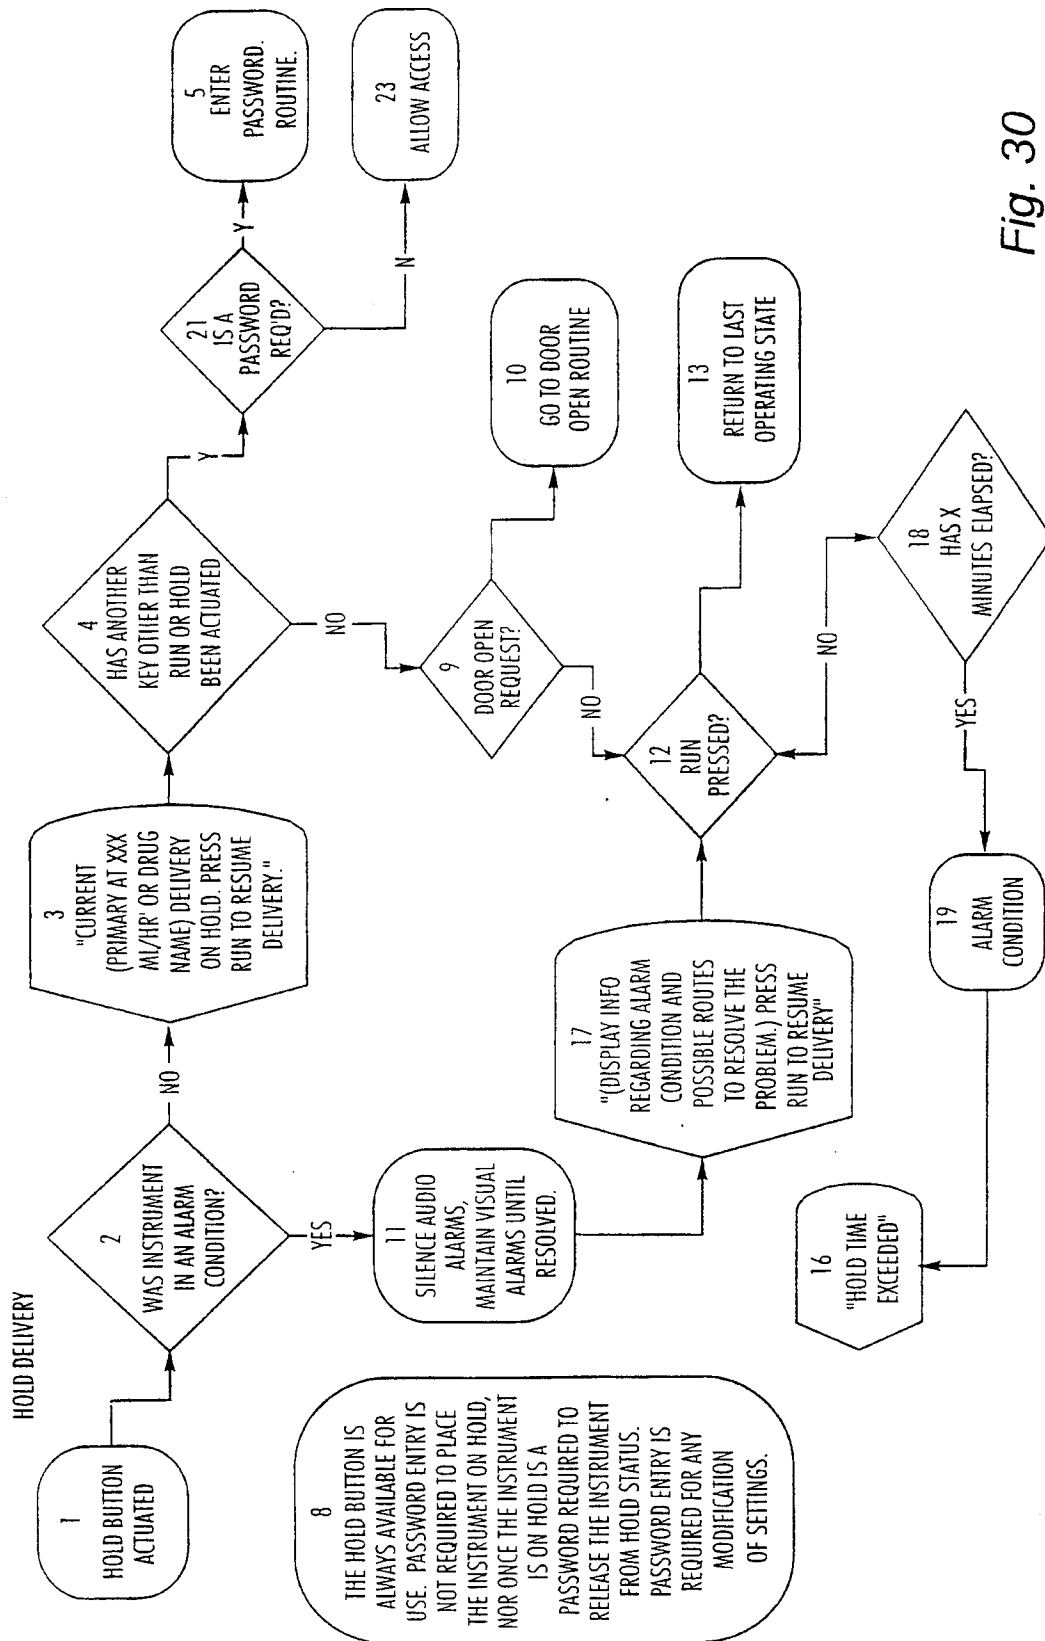 HOLD DELIVERY
1
HOLD BUTTON
ACTUATED
2
WAS INSTRUMENT
IN AN ALARM
CONDITION?
NO
YES
3
"CURRENT
(PRIMARY AT XXX
ML/HR' OR DRUG
NAME) DELIVERY
ON HOLD. PRESS
RUN TO RESUME
DELIVERY."
4
HAS ANOTHER
KEY OTHER THAN
RUN OR HOLD
BEEN ACTUATED
Y
NO
21
IS A
PASSWORD
REQ'D?
Y
N
5
ENTER
PASSWORD.
ROUTINE.
23
ALLOW ACCESS
9
DOOR OPEN
REQUEST?
NO
10
GO TO DOOR
OPEN ROUTINE
11
SILENCE AUDIO
ALARMS,
MAINTAIN VISUAL
ALARMS UNTIL
RESOLVED.
17
"(DISPLAY INFO
REGARDING ALARM
CONDITION AND
POSSIBLE ROUTES
TO RESOLVE THE
PROBLEM.) PRESS
RUN TO RESUME
DELIVERY"
12
RUN
PRESSED?
NO
13
RETURN TO LAST
OPERATING STATE
18
HAS X
MINUTES ELAPSED?
YES
19
ALARM
CONDITION
16
"HOLD TIME
EXCEEDED"
8
THE HOLD BUTTON IS
ALWAYS AVAILABLE FOR
USE. PASSWORD ENTRY IS
NOT REQUIRED TO PLACE
THE INSTRUMENT ON HOLD,
NOR ONCE THE INSTRUMENT
IS ON HOLD IS A
PASSWORD REQUIRED TO
RELEASE THE INSTRUMENT
FROM HOLD STATUS.
PASSWORD ENTRY IS
REQUIRED FOR ANY
MODIFICATION
OF SETTINGS.
Fig. 30